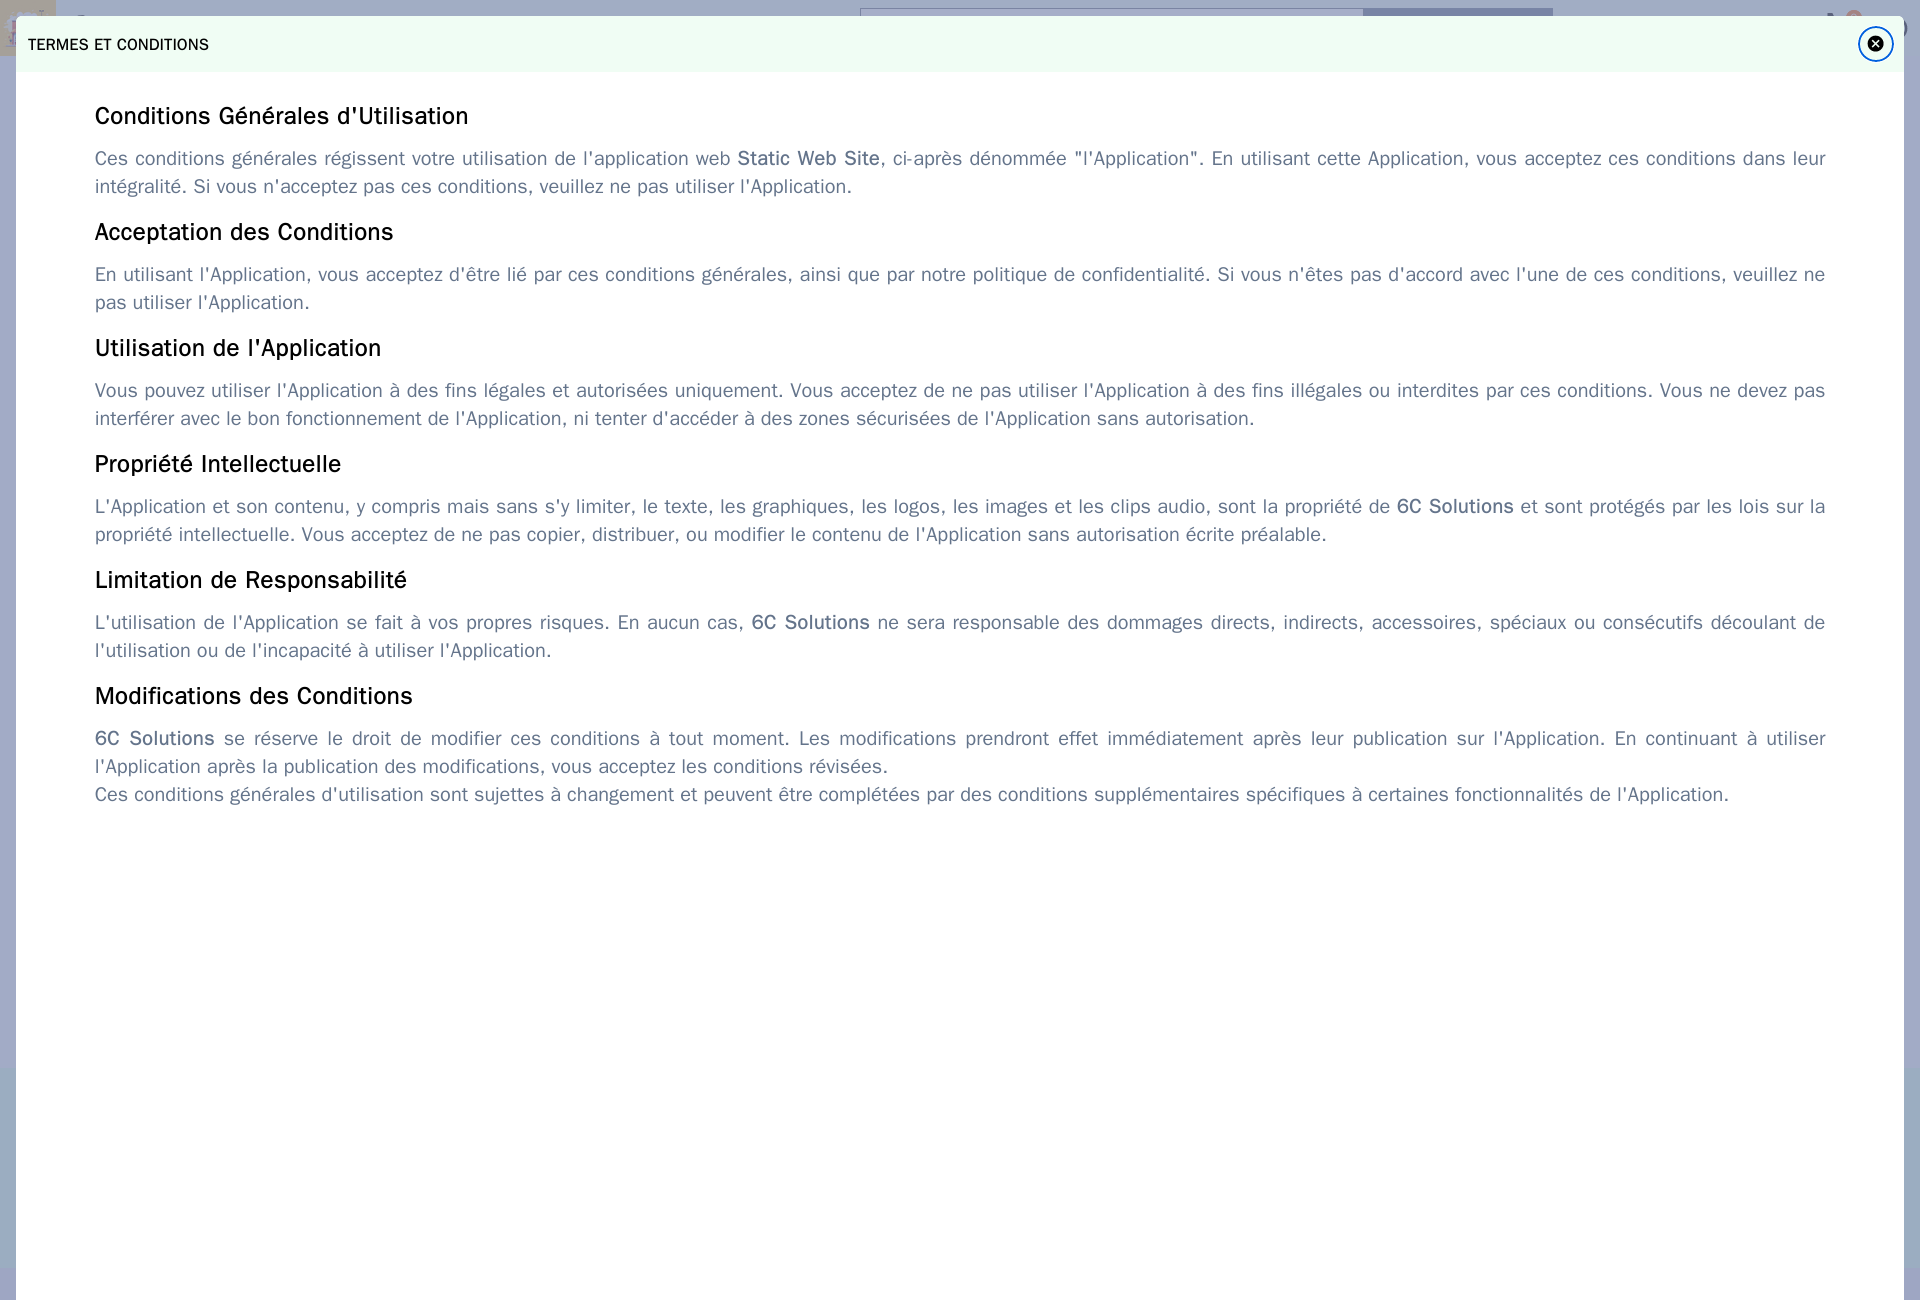 TERMES ET CONDITIONS
Conditions Générales d'Utilisation
Ces conditions générales régissent votre utilisation de l'application web Static Web Site, ci-après dénommée "l'Application". En utilisant cette Application, vous acceptez ces conditions dans leur
intégralité. Si vous n'acceptez pas ces conditions, veuillez ne pas utiliser l'Application.
Acceptation des Conditions
En utilisant l'Application, vous acceptez d'être lié par ces conditions générales, ainsi que par notre politique de confidentialité. Si vous n'êtes pas d'accord avec l'une de ces conditions, veuillez ne
pas utiliser l'Application.
Utilisation de l'Application
Vous pouvez utiliser l'Application à des fins légales et autorisées uniquement. Vous acceptez de ne pas utiliser l'Application à des fins illégales ou interdites par ces conditions. Vous ne devez pas
interférer avec le bon fonctionnement de l'Application, ni tenter d'accéder à des zones sécurisées de l'Application sans autorisation.
Propriété Intellectuelle
L'Application et son contenu, y compris mais sans s'y limiter, le texte, les graphiques, les logos, les images et les clips audio, sont la propriété de 6C Solutions et sont protégés par les lois sur la
propriété intellectuelle. Vous acceptez de ne pas copier, distribuer, ou modifier le contenu de l'Application sans autorisation écrite préalable.
Limitation de Responsabilité
L'utilisation de l'Application se fait à vos propres risques. En aucun cas, 6C Solutions ne sera responsable des dommages directs, indirects, accessoires, spéciaux ou consécutifs découlant de
l'utilisation ou de l'incapacité à utiliser l'Application.
Modifications des Conditions
6C Solutions se réserve le droit de modifier ces conditions à tout moment. Les modifications prendront effet immédiatement après leur publication sur l'Application. En continuant à utiliser
l'Application après la publication des modifications, vous acceptez les conditions révisées.
Ces conditions générales d'utilisation sont sujettes à changement et peuvent être complétées par des conditions supplémentaires spécifiques à certaines fonctionnalités de l'Application.